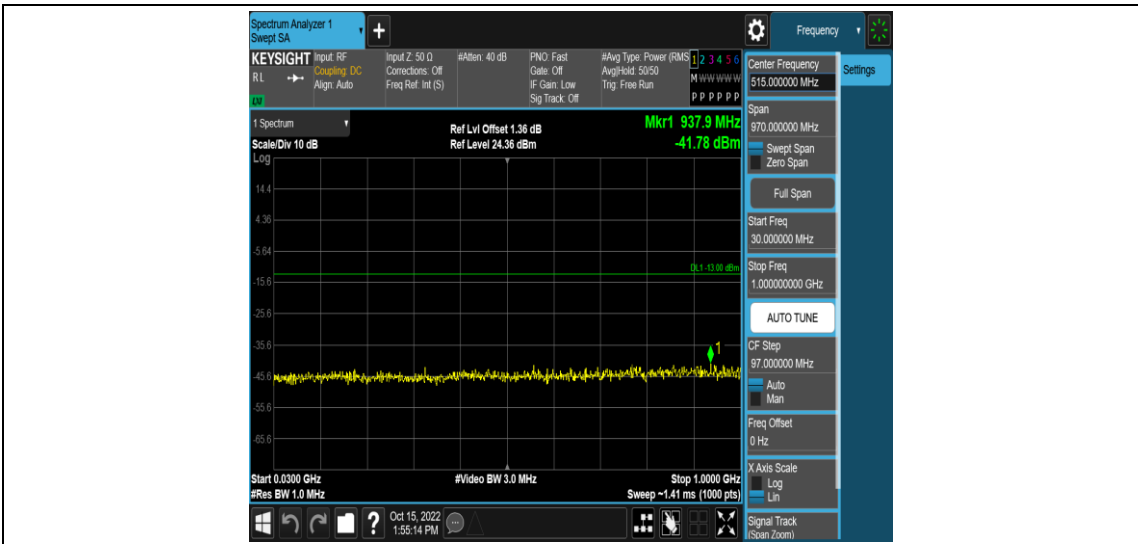 Spectrum Analyzer 1
Swept SA
+
Frequency
KEYSIGHT
RL
LXI
Input: RF
Coupling: DC
Align: Auto
Input Z: 50 Ω
Corrections: Off
Freq Ref: Int (S)
#Atten: 40 dB
PNO: Fast
Gate: Off
IF Gain: Low
Sig Track: Off
#Avg Type: Power (RMS
Avg|Hold: 50/50
Trig: Free Run
1 2 3 4 5 6
M W W W W W
P P P P P P
1 Spectrum
Scale/Div 10 dB
Log
Ref Lvl Offset 1.36 dB
Ref Level 24.36 dBm
Mkr1 937.9 MHz
-41.78 dBm
14.4
4.36
-5.64
DL1 -13.00 dBm
-15.6
-25.6
-35.6
1
-45.6
-55.6
-65.6
Start 0.0300 GHz
#Res BW 1.0 MHz
#Video BW 3.0 MHz
Stop 1.0000 GHz
Sweep ~1.41 ms (1000 pts)
?
Oct 15, 2022
1:55:14 PM
Center Frequency
515.000000 MHz
Settings
Span
970.000000 MHz
Swept Span
Zero Span
Full Span
Start Freq
30.000000 MHz
Stop Freq
1.000000000 GHz
AUTO TUNE
CF Step
97.000000 MHz
Auto
Man
Freq Offset
0 Hz
X Axis Scale
Log
Lin
Signal Track
(Span Zoom)